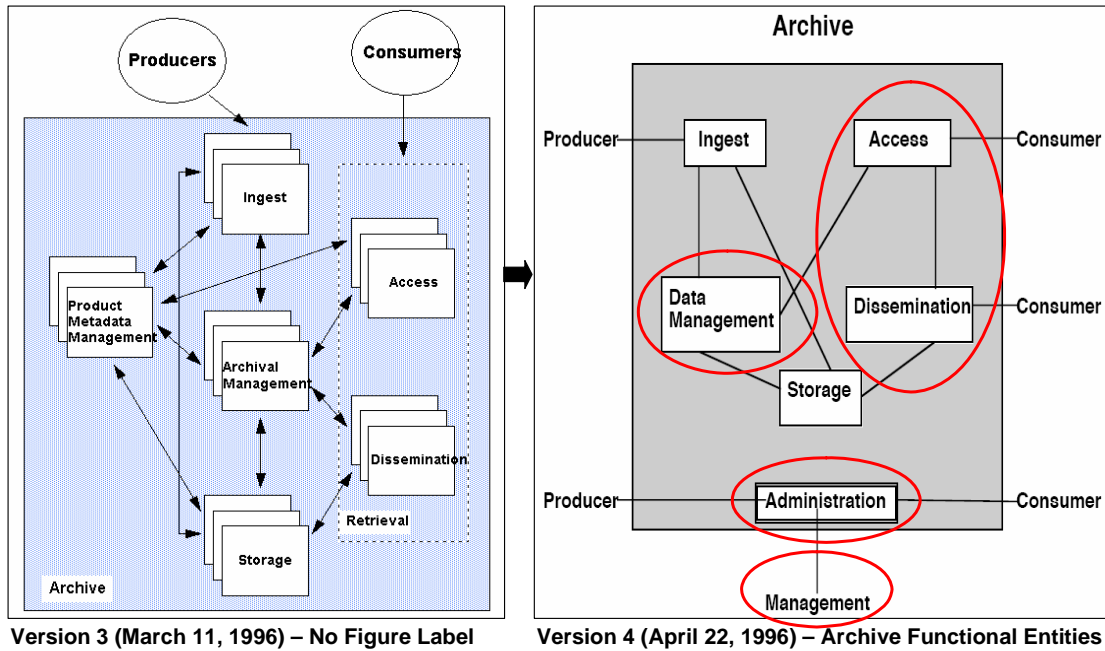 Producers
Consumers
Ingest
Access
Product
Metadata
Management
Archival
Management
Dissemination
Retrieval
Storage
Archive
Version 3 (March 11, 1996) – No Figure Label
Archive
Producer
Ingest
Access
Consumer
Data
Management
Dissemination
Consumer
Storage
Producer
Administration
Consumer
Management
Version 4 (April 22, 1996) – Archive Functional Entities